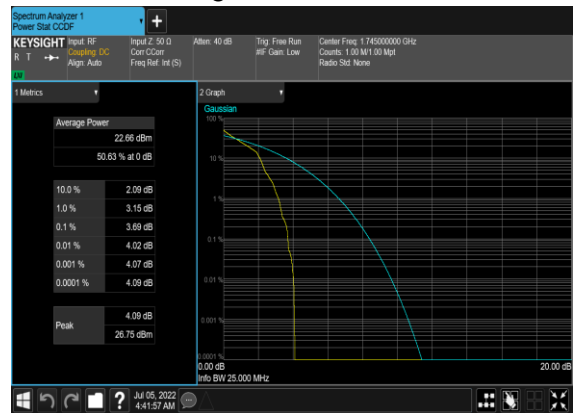 Spectrum Analyzer 1
Power Stat CCDF
+
KEYSIGHT
R T
LW
Input: RF
Coupling: DC
Align: Auto
Input Z: 50 Ω
Corr CCorr
Freq Ref: Int (S)
Atten: 40 dB
Trig: Free Run
#IF Gain: Low
Center Freq: 1.745000000 GHz
Counts: 1.00 M/1.00 Mpt
Radio Std: None
1 Metrics
Average Power
22.66 dBm
50.63 % at 0 dB
10.0 % 2.09 dB
1.0 % 3.15 dB
0.1 % 3.69 dB
0.01 % 4.02 dB
0.001 % 4.07 dB
0.0001 % 4.09 dB
Peak
4.09 dB
26.75 dBm
2 Graph
Gaussian
100 %
10 %
1 %
0.1 %
0.01 %
0.001 %
0.0001 %
0.00 dB 20.00 dB
Info BW 25.000 MHz
?
Jul 05, 2022
4:41:57 AM